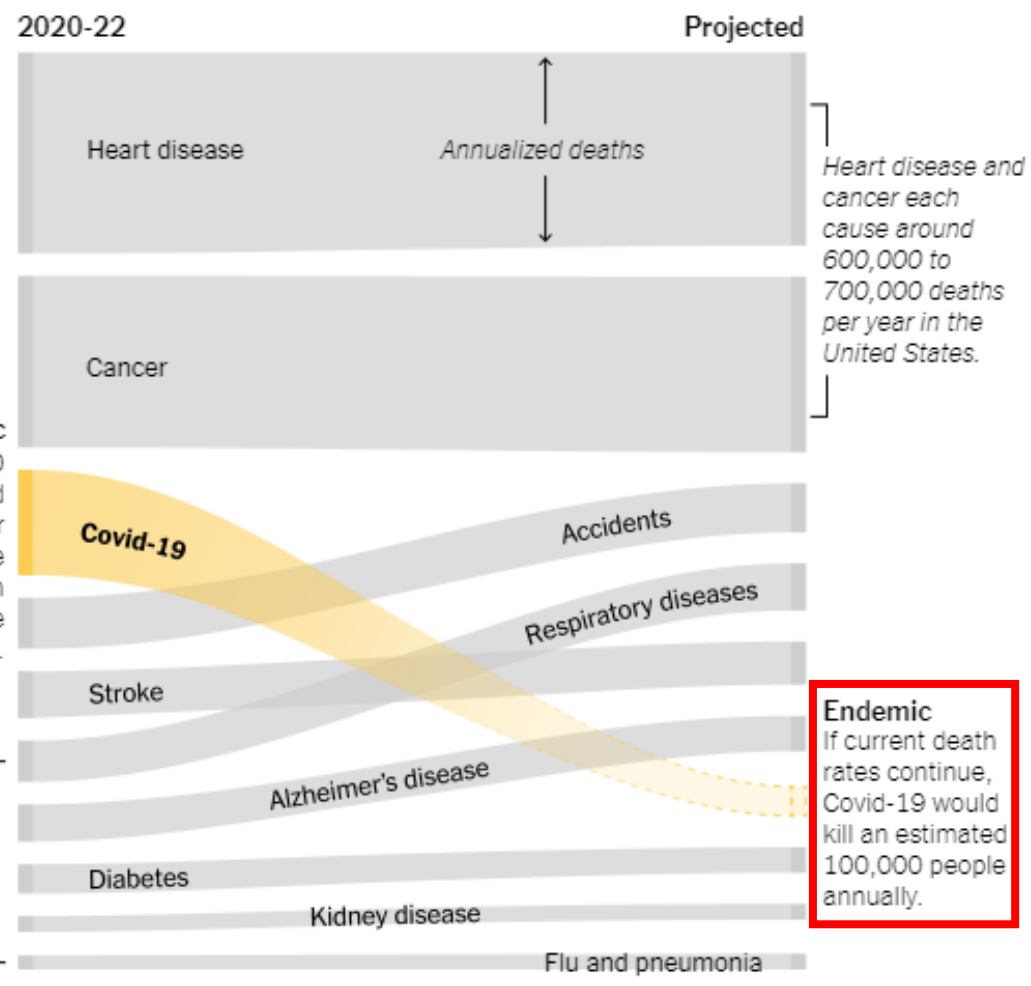 2020-22
Projected
Heart disease
Annualized deaths
Heart disease and
cancer each
cause around
600,000 to
700,000 deaths
per year in the
United States.
Cancer
Covid-19
Accidents
Respiratory diseases
Stroke
Alzheimer's disease
Endemic
If current death
rates continue,
Covid-19 would
kill an estimated
100,000 people
annually.
Diabetes
Kidney disease
Flu and pneumonia